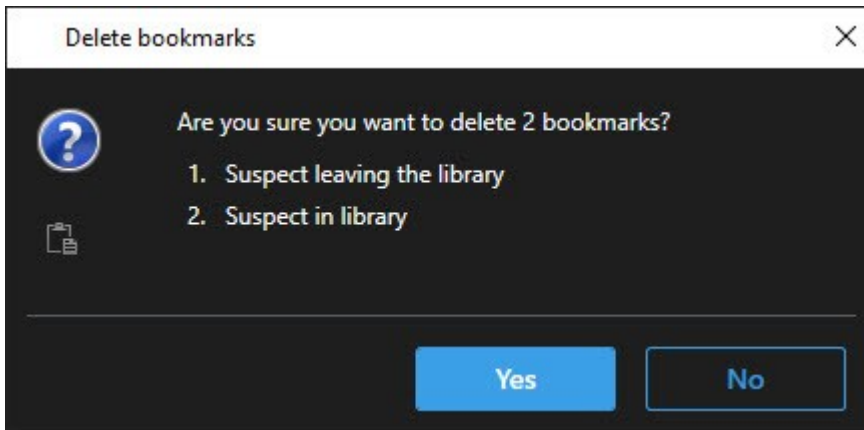 Delete bookmarks
Are you sure you want to delete 2 bookmarks?
1. Suspect leaving the library
2. Suspect in library
Yes
No